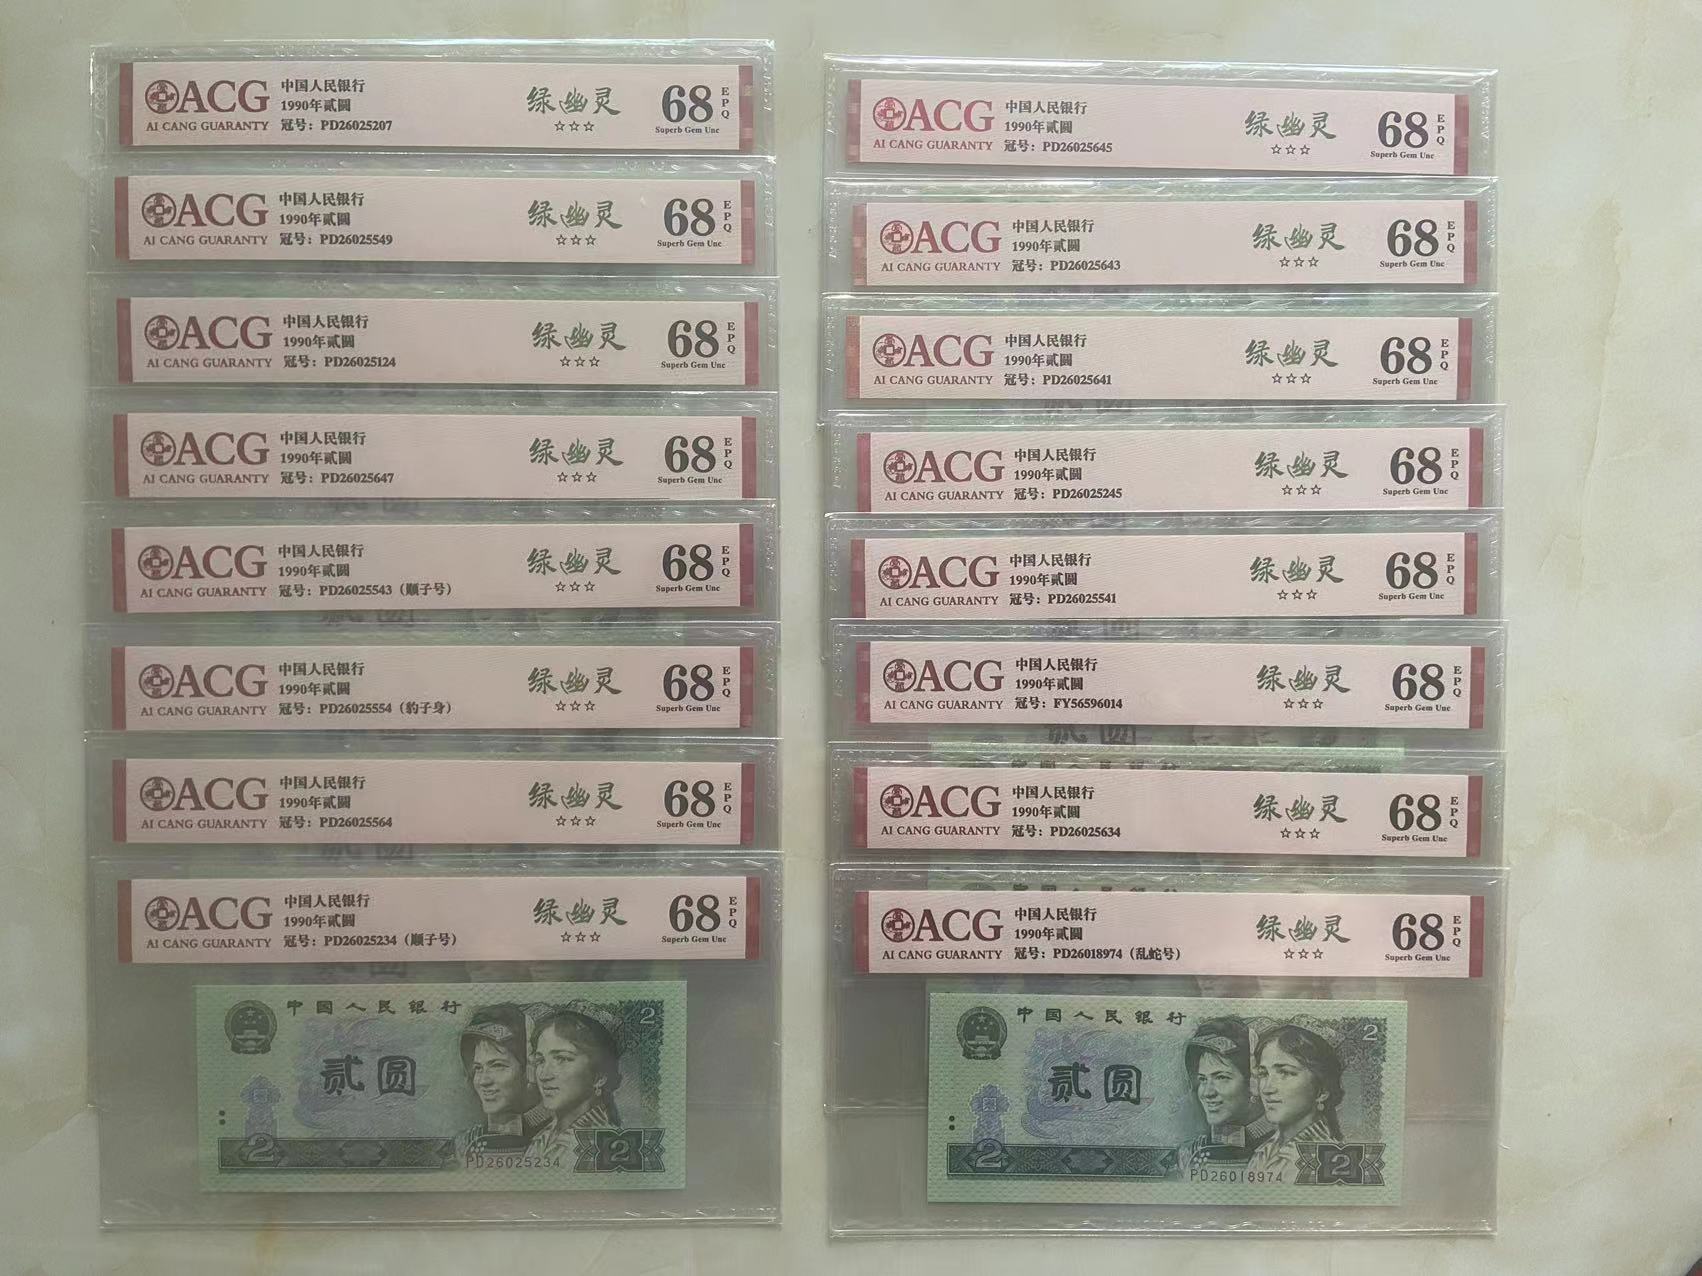 ACG
AI CANG GUARANTY
中国人民银行
1990年贰圆
冠号：PD26025207
绿幽灵
☆☆☆
68
EPQ
Superb Gem Unc
ACG
AI CANG GUARANTY
中国人民银行
1990年贰圆
冠号：PD26025549
绿幽灵
☆☆☆
68
EPQ
Superb Gem Unc
ACG
AI CANG GUARANTY
中国人民银行
1990年贰圆
冠号：PD26025124
绿幽灵
☆☆☆
68
EPQ
Superb Gem Unc
ACG
AI CANG GUARANTY
中国人民银行
1990年贰圆
冠号：PD26025647
绿幽灵
☆☆☆
68
EPQ
Superb Gem Unc
ACG
AI CANG GUARANTY
中国人民银行
1990年贰圆
冠号：PD26025543（顺子号）
绿幽灵
☆☆☆
68
EPQ
Superb Gem Unc
ACG
AI CANG GUARANTY
中国人民银行
1990年贰圆
冠号：PD26025554（豹子身）
绿幽灵
☆☆☆
68
EPQ
Superb Gem Unc
ACG
AI CANG GUARANTY
中国人民银行
1990年贰圆
冠号：PD26025564
绿幽灵
☆☆☆
68
EPQ
Superb Gem Unc
ACG
AI CANG GUARANTY
中国人民银行
1990年贰圆
冠号：PD26025234（顺子号）
绿幽灵
☆☆☆
68
EPQ
Superb Gem Unc
中国人民银行
2
贰圆
2
2
PD26025234
ACG
AI CANG GUARANTY
中国人民银行
1990年贰圆
冠号：PD26025645
绿幽灵
☆☆☆
68
EPQ
Superb Gem Unc
ACG
AI CANG GUARANTY
中国人民银行
1990年贰圆
冠号：PD26025643
绿幽灵
☆☆☆
68
EPQ
Superb Gem Unc
ACG
AI CANG GUARANTY
中国人民银行
1990年贰圆
冠号：PD26025641
绿幽灵
☆☆☆
68
EPQ
Superb Gem Unc
ACG
AI CANG GUARANTY
中国人民银行
1990年贰圆
冠号：PD26025245
绿幽灵
☆☆☆
68
EPQ
Superb Gem Unc
ACG
AI CANG GUARANTY
中国人民银行
1990年贰圆
冠号：PD26025541
绿幽灵
☆☆☆
68
EPQ
Superb Gem Unc
ACG
AI CANG GUARANTY
中国人民银行
1990年贰圆
冠号：FY56596014
绿幽灵
☆☆☆
68
EPQ
Superb Gem Unc
ACG
AI CANG GUARANTY
中国人民银行
1990年贰圆
冠号：PD26025634
绿幽灵
☆☆☆
68
EPQ
Superb Gem Unc
ACG
AI CANG GUARANTY
中国人民银行
1990年贰圆
冠号：PD26018974（乱蛇号）
绿幽灵
☆☆☆
68
EPQ
Superb Gem Unc
中国人民银行
2
贰圆
2
2
PD26018974